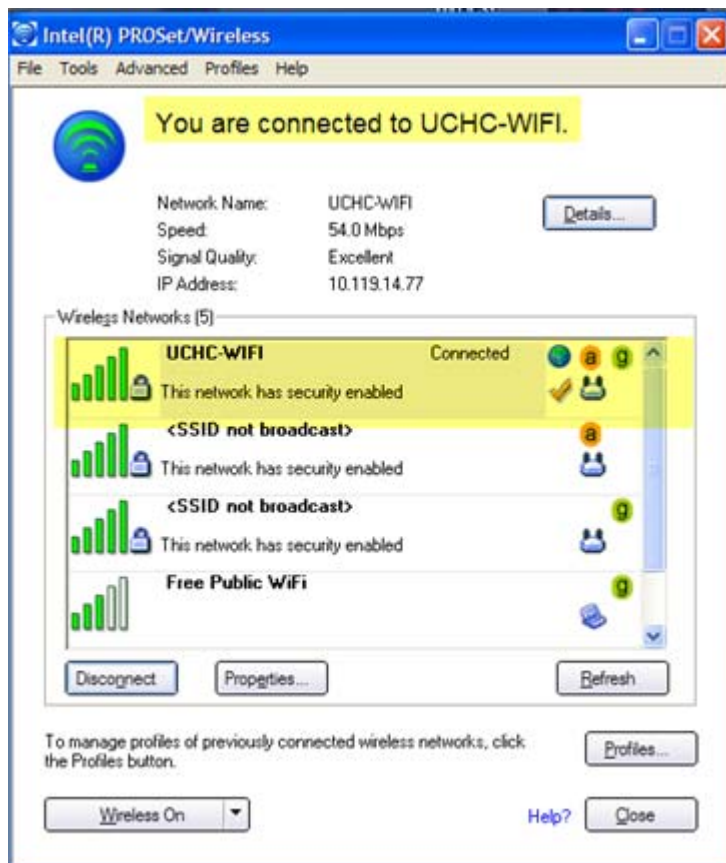 Intel(R) PROSet/Wireless
File Tools Advanced Profiles Help
You are connected to UCHC-WIFI.
Network Name: UCHC-WIFI
Details...
Speed: 54.0 Mbps
Signal Quality: Excellent
IP Address: 10.119.14.77
Wireless Networks (5)
UCHC-WIFI Connected a g
This network has security enabled
<SSID not broadcast> a
This network has security enabled
<SSID not broadcast> g
This network has security enabled
Free Public WiFi g
Disconnect Properties... Refresh
To manage profiles of previously connected wireless networks, click
the Profiles button.
Profiles...
Wireless On Help? Close